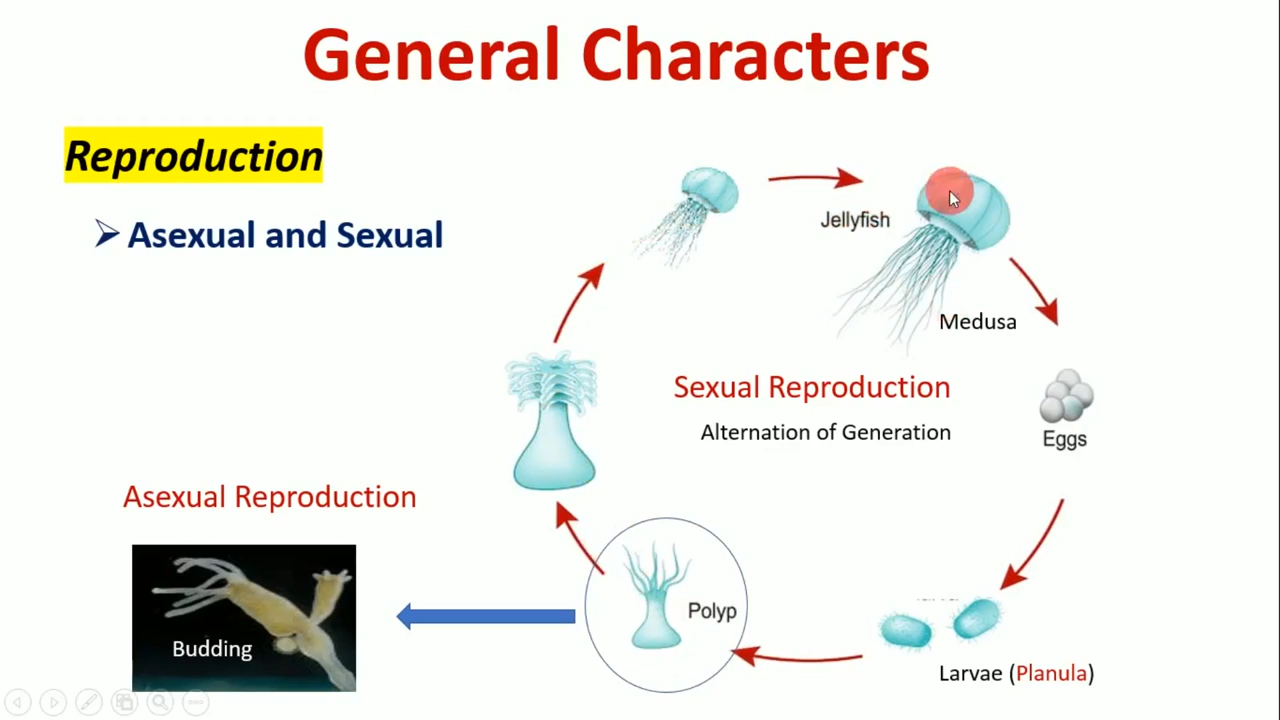 General Characters
Reproduction
Asexual and Sexual
Jellyfish
Medusa
Sexual Reproduction
Alternation of Generation
Eggs
Asexual Reproduction
Budding
Polyp
Larvae (Planula)